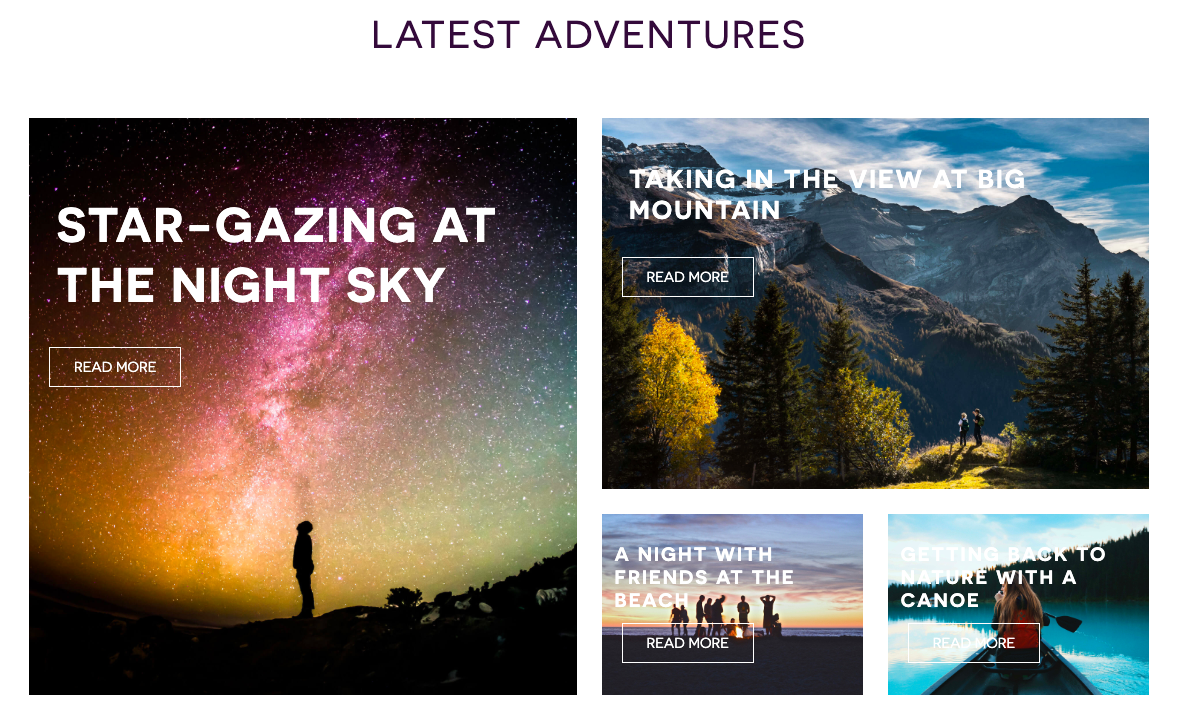 LATEST ADVENTURES
STAR-GAZING AT
THE NIGHT SKY
READ MORE
TAKING IN THE VIEW AT BIG
MOUNTAIN
READ MORE
A NIGHT WITH
FRIENDS AT THE
BEACH
READ MORE
GETTING BACK TO
NATURE WITH A
CANOE
READ MORE